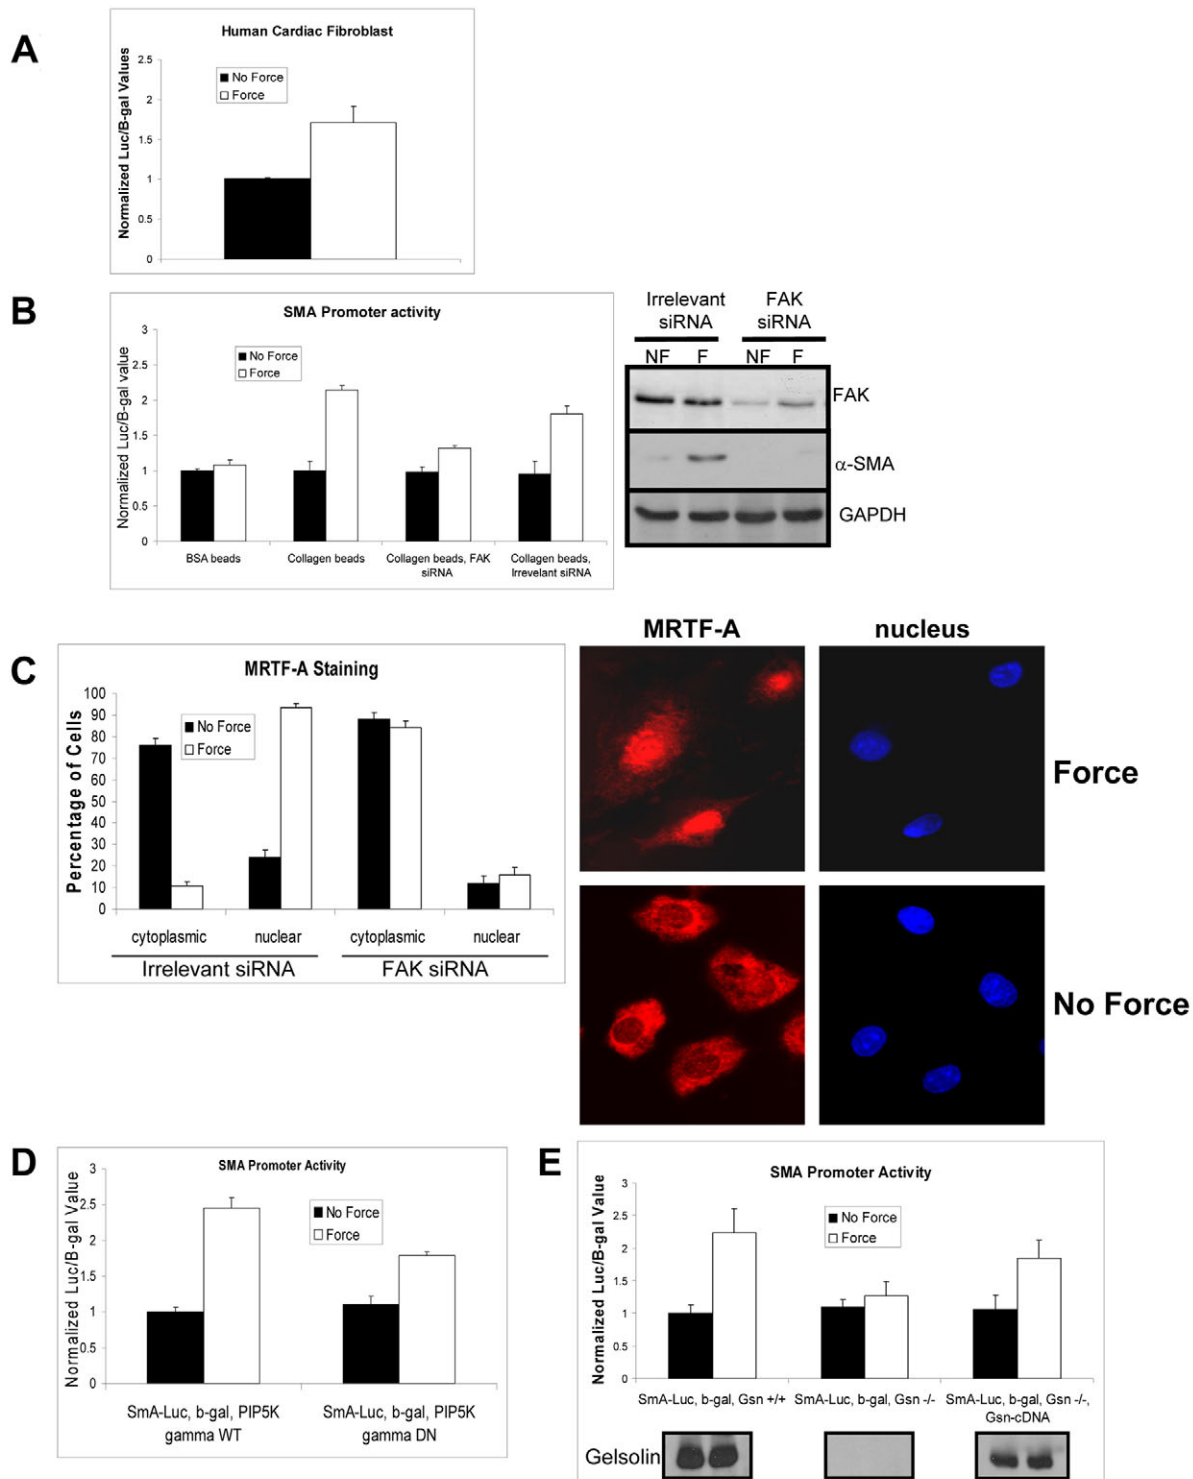 A
Human Cardiac Fibroblast
Normalized Luc/B-gal Values
2.5
2
1.5
1
0.5
0
No Force
Force
B
SMA Promoter activity
Normalized Luc/B-gal value
3
2.5
2
1.5
1
0.5
0
No Force
Force
BSA beads
Collagen beads
Collagen beads, FAK
siRNA
Collagen beads,
Irrevelant siRNA
Irrelevant
siRNA
FAK
siRNA
NF F NF F
FAK
α-SMA
GAPDH
C
MRTF-A Staining
Percentage of Cells
100
90
80
70
60
50
40
30
20
10
0
No Force
Force
cytoplasmic nuclear cytoplasmic nuclear
Irrelevant siRNA FAK siRNA
MRTF-A nucleus
Force
No Force
D
SMA Promoter Activity
Normalized Luc/B-gal Value
3
2.5
2
1.5
1
0.5
0
No Force
Force
SmA-Luc, b-gal, PIP5K
gamma WT
SmA-Luc, b-gal, PIP5K
gamma DN
E
SMA Promoter Activity
Normalized Luc/B-gal Value
3
2.5
2
1.5
1
0.5
0
No Force
Force
SmA-Luc, b-gal, Gsn +/+
SmA-Luc, b-gal, Gsn -/-
SmA-Luc, b-gal, Gsn -/-,
Gsn-cDNA
Gelsolin